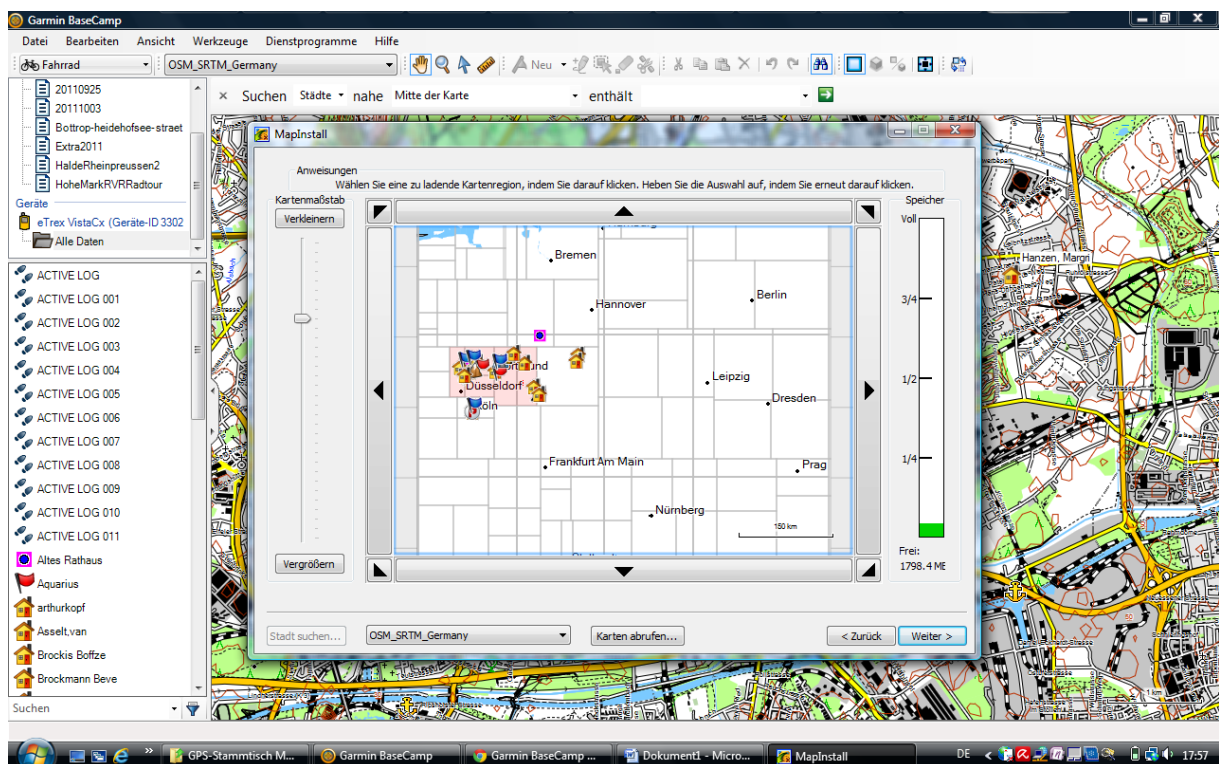 Garmin BaseCamp
Datei Bearbeiten Ansicht Werkzeuge Dienstprogramme Hilfe
Fahrrad OSM_SRTM_Germany Neu
20110925
20111003
Bottrop-heidehofsee-straet
Extra2011
HaldeRheinpreussen2
HoheMarkRVRRadtour
Geräte
eTrex VistaCx (Geräte-ID 3302
Alle Daten
ACTIVE LOG
ACTIVE LOG 001
ACTIVE LOG 002
ACTIVE LOG 003
ACTIVE LOG 004
ACTIVE LOG 005
ACTIVE LOG 006
ACTIVE LOG 007
ACTIVE LOG 008
ACTIVE LOG 009
ACTIVE LOG 010
ACTIVE LOG 011
Altes Rathaus
Aquarius
arthurkopf
Asselt,van
Brockis Boffze
Brockmann Beve
Suchen
× Suchen Städte nahe Mitte der Karte enthält
MapInstall
Anweisungen
Wählen Sie eine zu ladende Kartenregion, indem Sie darauf klicken. Heben Sie die Auswahl auf, indem Sie erneut darauf klicken.
Kartenmaßstab
Verkleinern
Vergrößern
Bremen
Hannover
Berlin
Düsseldorf
Leipzig
Dresden
Frankfurt Am Main
Prag
Nürnberg
150 km
Speicher
Voll
3/4
1/2
1/4
Frei:
1798.4 ME
Stadt suchen... OSM_SRTM_Germany Karten abrufen... < Zurück Weiter >
Hanzen, Margri
1 km
GPS-Stammtisch M... Garmin BaseCamp Garmin BaseCamp ... Dokument1 - Micro... MapInstall DE 17:57